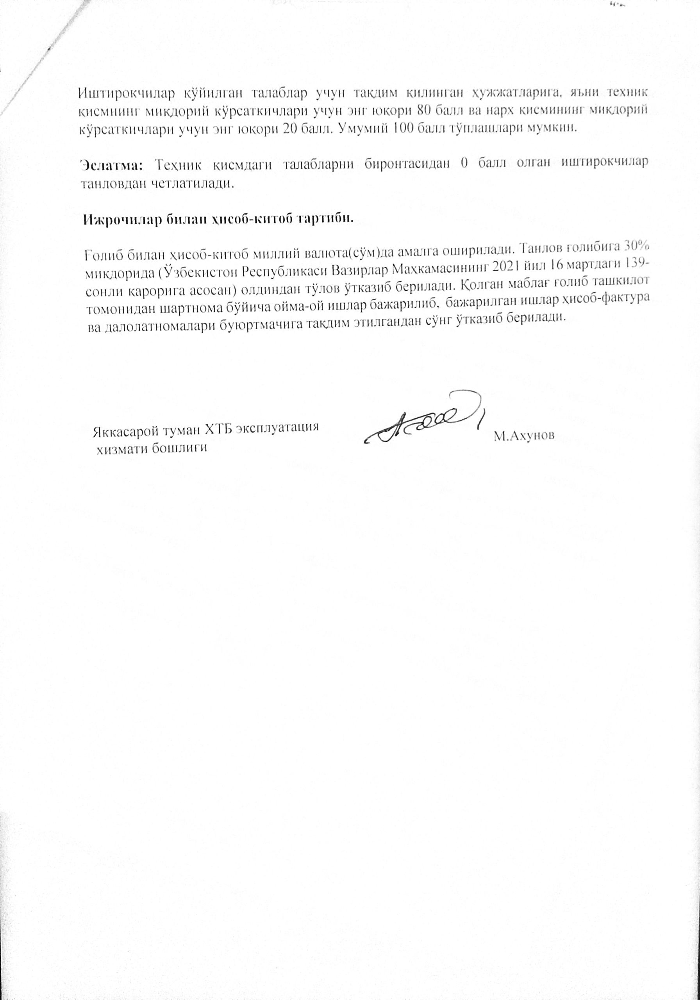 Иштирокчилар қўйилган талаблар учун тақдим қилинган ҳужжатларига, яъни техник
қисмнинг миқдорий кўрсаткичлари учун энг юқори 80 балл ва нарх қисмининг миқдорий
кўрсаткичлари учун энг юқори 20 балл. Умумий 100 балл тўплашлари мумкин.
Эслатма: Теҳник қисмдаги талабларни биронтасидан 0 балл олган иштирокчилар
танловдан четлатилади.
Ижрочилар билан ҳисоб-китоб тартиби.
Ғолиб билан ҳисоб-китоб миллий валюта(сўм)да амалга оширилади. Танлов ғолибига 30%
миқдорида (Ўзбекистон Республикаси Вазирлар Маҳкамасининг 2021 йил 16 мартдаги 139-
сонли қарорига асосан) олдиндан тўлов ўтказиб берилади. Қолган маблағ ғолиб ташкилот
томонидан шартнома бўйича ойма-ой ишлар бажарилиб, бажарилган ишлар ҳисоб-фактура
ва далолатномалари буюртмачига тақдим этилгандан сўнг ўтказиб берилади.
Яккасарой туман ХТБ эксплуатация
хизмати бошлиғи
М.Ахунов